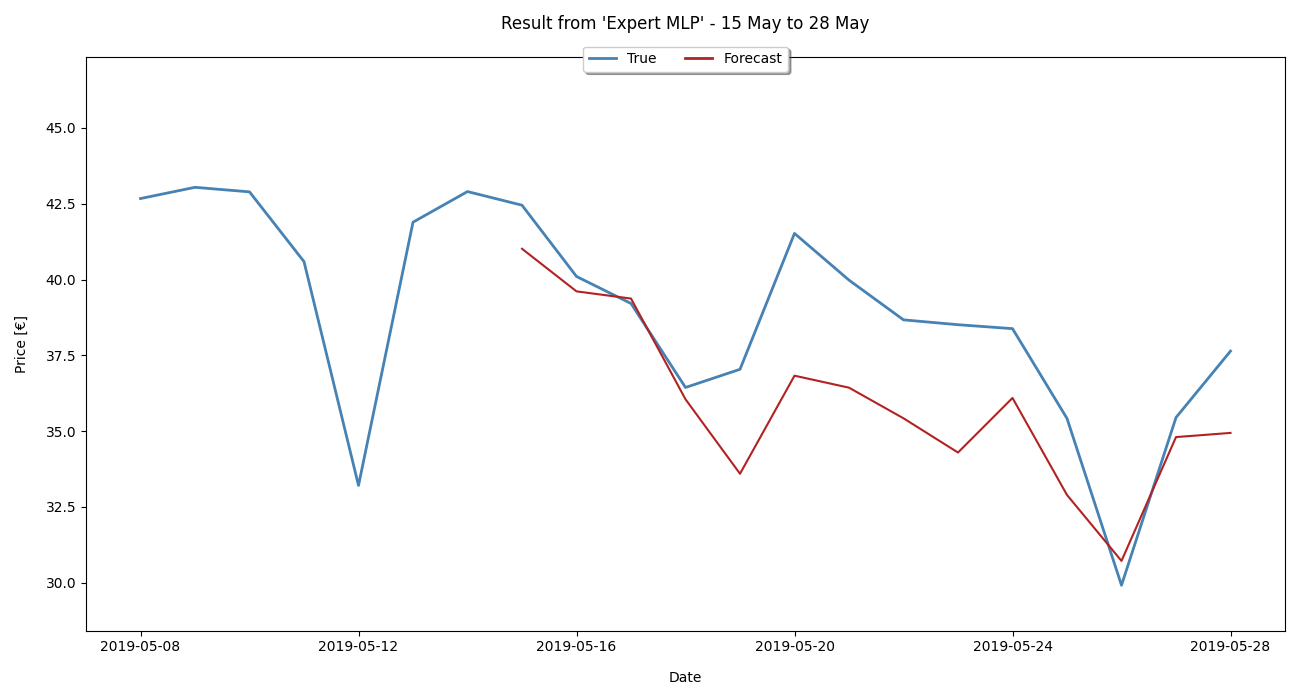 Result from 'Expert MLP' - 15 May to 28 May
True Forecast
Price [€]
45.0
42.5
40.0
37.5
35.0
32.5
30.0
2019-05-08 2019-05-12 2019-05-16 2019-05-20 2019-05-24 2019-05-28
Date